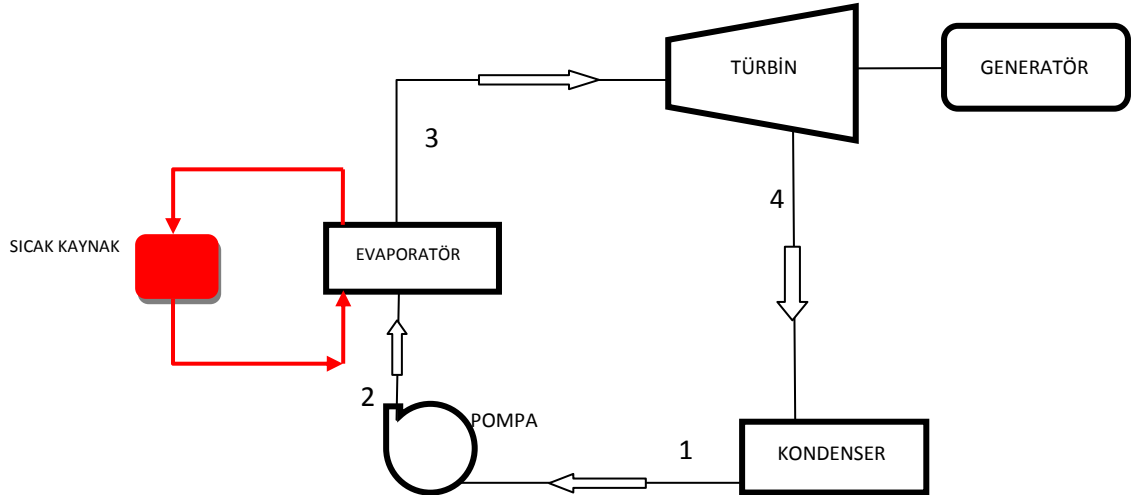 TÜRBİN
GENERATÖR
3
4
SICAK KAYNAK
EVAPORATÖR
2
POMPA
1
KONDENSER